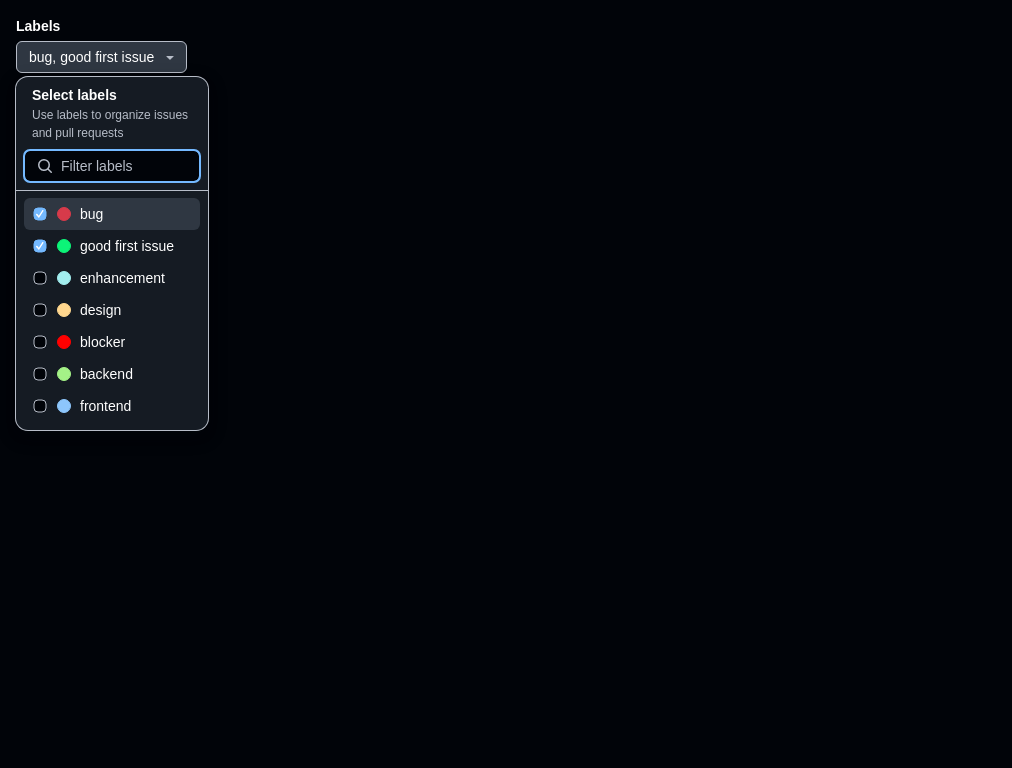 Labels
bug, good first issue
Select labels
Use labels to organize issues
and pull requests
Filter labels
bug
good first issue
enhancement
design
blocker
backend
frontend